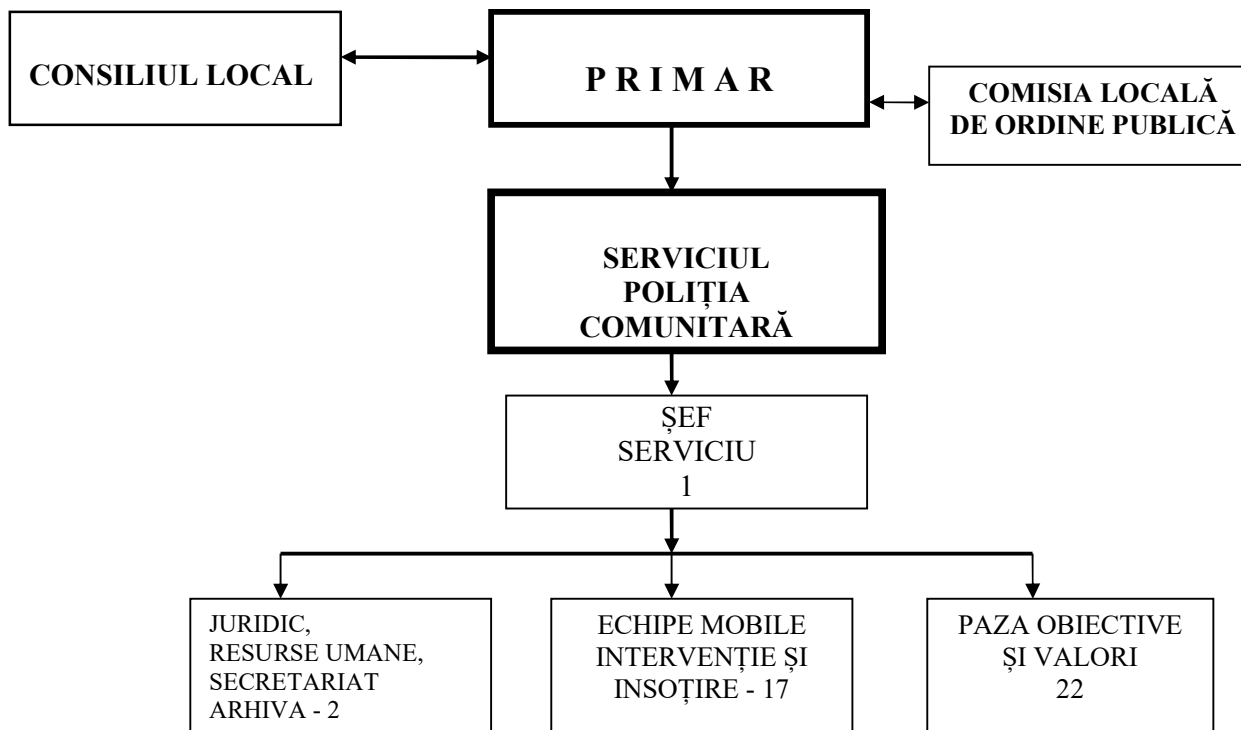 CONSILIUL LOCAL
P R I M A R
COMISIA LOCALĂ
DE ORDINE PUBLICĂ
SERVICIUL
POLIȚIA
COMUNITARĂ
ȘEF
SERVICIU
1
JURIDIC,
RESURSE UMANE,
SECRETARIAT
ARHIVA - 2
ECHIPE MOBILE
INTERVENȚIE ȘI
INSOȚIRE - 17
PAZA OBIECTIVE
ȘI VALORI
22